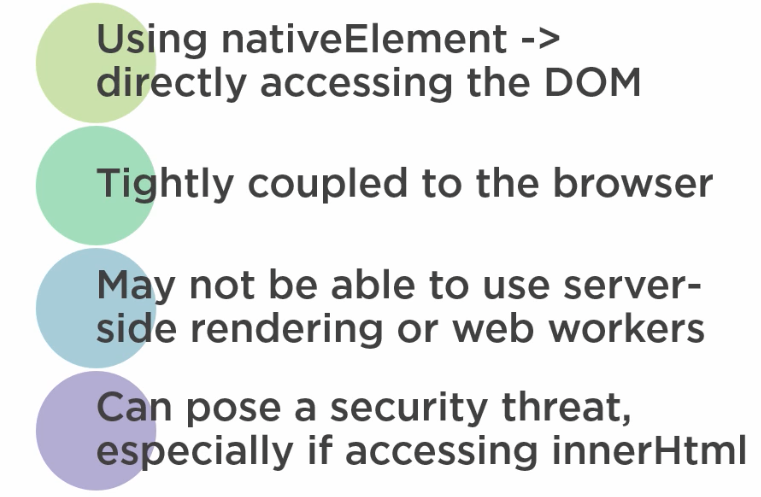 Using nativeElement ->
directly accessing the DOM
Tightly coupled to the browser
May not be able to use server-
side rendering or web workers
Can pose a security threat,
especially if accessing innerHtml